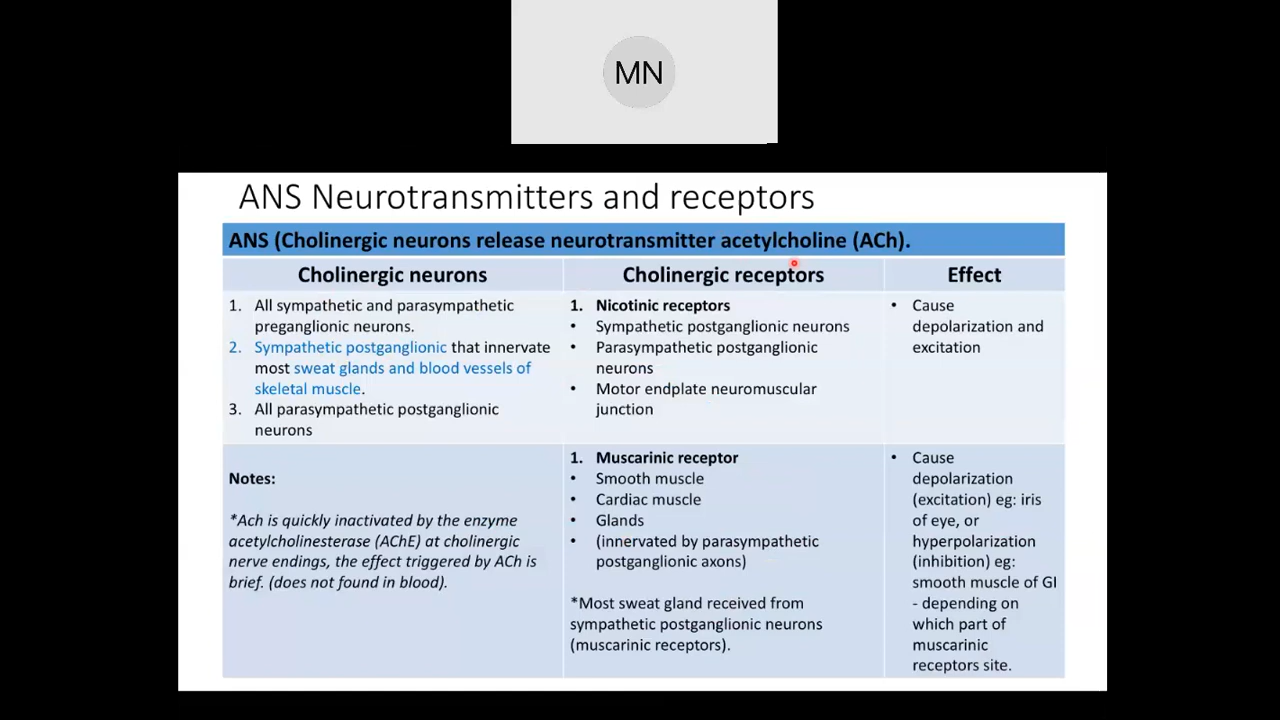 MN
ANS Neurotransmitters and receptors
ANS (Cholinergic neurons release neurotransmitter acetylcholine (ACh).
Cholinergic neurons
Cholinergic receptors
Effect
1. All sympathetic and parasympathetic
preganglionic neurons.
2. Sympathetic postganglionic that innervate
most sweat glands and blood vessels of
skeletal muscle.
3. All parasympathetic postganglionic
neurons
1. Nicotinic receptors
• Sympathetic postganglionic neurons
• Parasympathetic postganglionic
neurons
• Motor endplate neuromuscular
junction
• Cause
depolarization and
excitation
Notes:
*Ach is quickly inactivated by the enzyme
acetylcholinesterase (AChE) at cholinergic
nerve endings, the effect triggered by ACh is
brief. (does not found in blood).
1. Muscarinic receptor
• Smooth muscle
• Cardiac muscle
• Glands
• (innervated by parasympathetic
postganglionic axons)
*Most sweat gland received from
sympathetic postganglionic neurons
(muscarinic receptors).
• Cause
depolarization
(excitation) eg: iris
of eye, or
hyperpolarization
(inhibition) eg:
smooth muscle of GI
- depending on
which part of
muscarinic
receptors site.